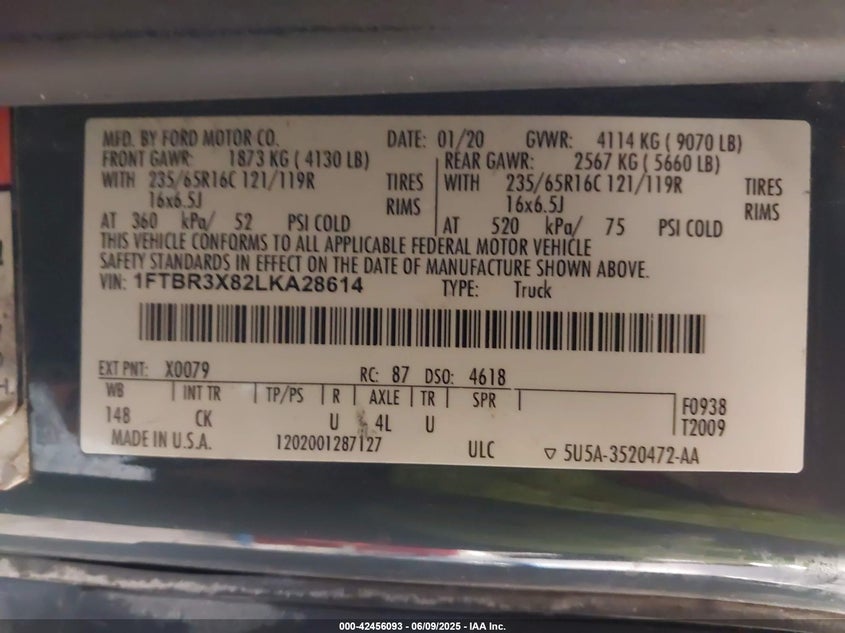 MFD. BY FORD MOTOR CO. DATE: 01/20 GVWR: 4114 KG ( 9070 LB)
FRONT GAWR: 1873 KG ( 4130 LB) REAR GAWR: 2567 KG ( 5660 LB)
WITH 235/65R16C 121/119R TIRES WITH 235/65R16C 121/119R TIRES
16x6.5J RIMS 16x6.5J RIMS
AT 360 kPa/ 52 PSI COLD AT 520 kPa/ 75 PSI COLD
THIS VEHICLE CONFORMS TO ALL APPLICABLE FEDERAL MOTOR VEHICLE
SAFETY STANDARDS IN EFFECT ON THE DATE OF MANUFACTURE SHOWN ABOVE.
VIN: 1FTBR3X82LKA28614 TYPE: Truck
EXT PNT: X0079 RC: 87 DSO: 4618
WB INT TR TP/PS R AXLE TR SPR F0938
148 CK U 4L U T2009
MADE IN U.S.A. 1202001287127 ULC ▽ 5U5A-3520472-AA
000-42456093 - 06/09/2025 - IAA Inc.